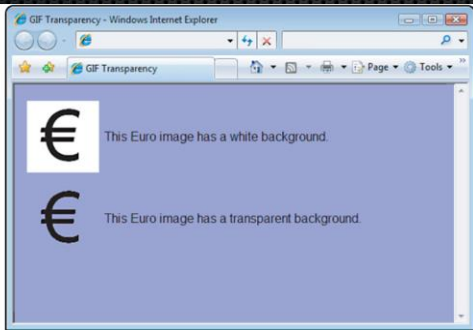 GIF Transparency - Windows Internet Explorer
GIF Transparency
Page
Tools
»
€ This Euro image has a white background.
€ This Euro image has a transparent background.